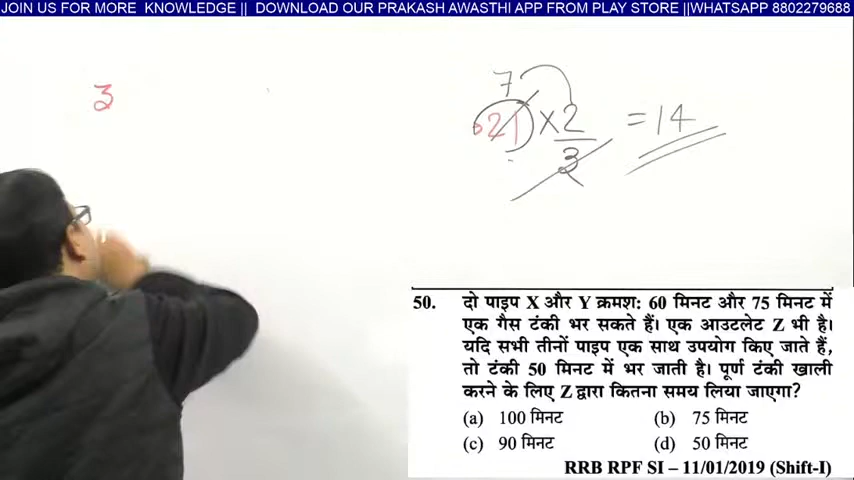 JOIN US FOR MORE KNOWLEDGE || DOWNLOAD OUR PRAKASH AWASTHI APP FROM PLAY STORE ||WHATSAPP 8802279688
3
7
21 × 2/3 = 14
50. दो पाइप X और Y क्रमश: 60 मिनट और 75 मिनट में
एक गैस टंकी भर सकते हैं। एक आउटलेट Z भी है।
यदि सभी तीनों पाइप एक साथ उपयोग किए जाते हैं,
तो टंकी 50 मिनट में भर जाती है। पूर्ण टंकी खाली
करने के लिए Z द्वारा कितना समय लिया जाएगा?
(a) 100 मिनट (b) 75 मिनट
(c) 90 मिनट (d) 50 मिनट
RRB RPF SI – 11/01/2019 (Shift-I)